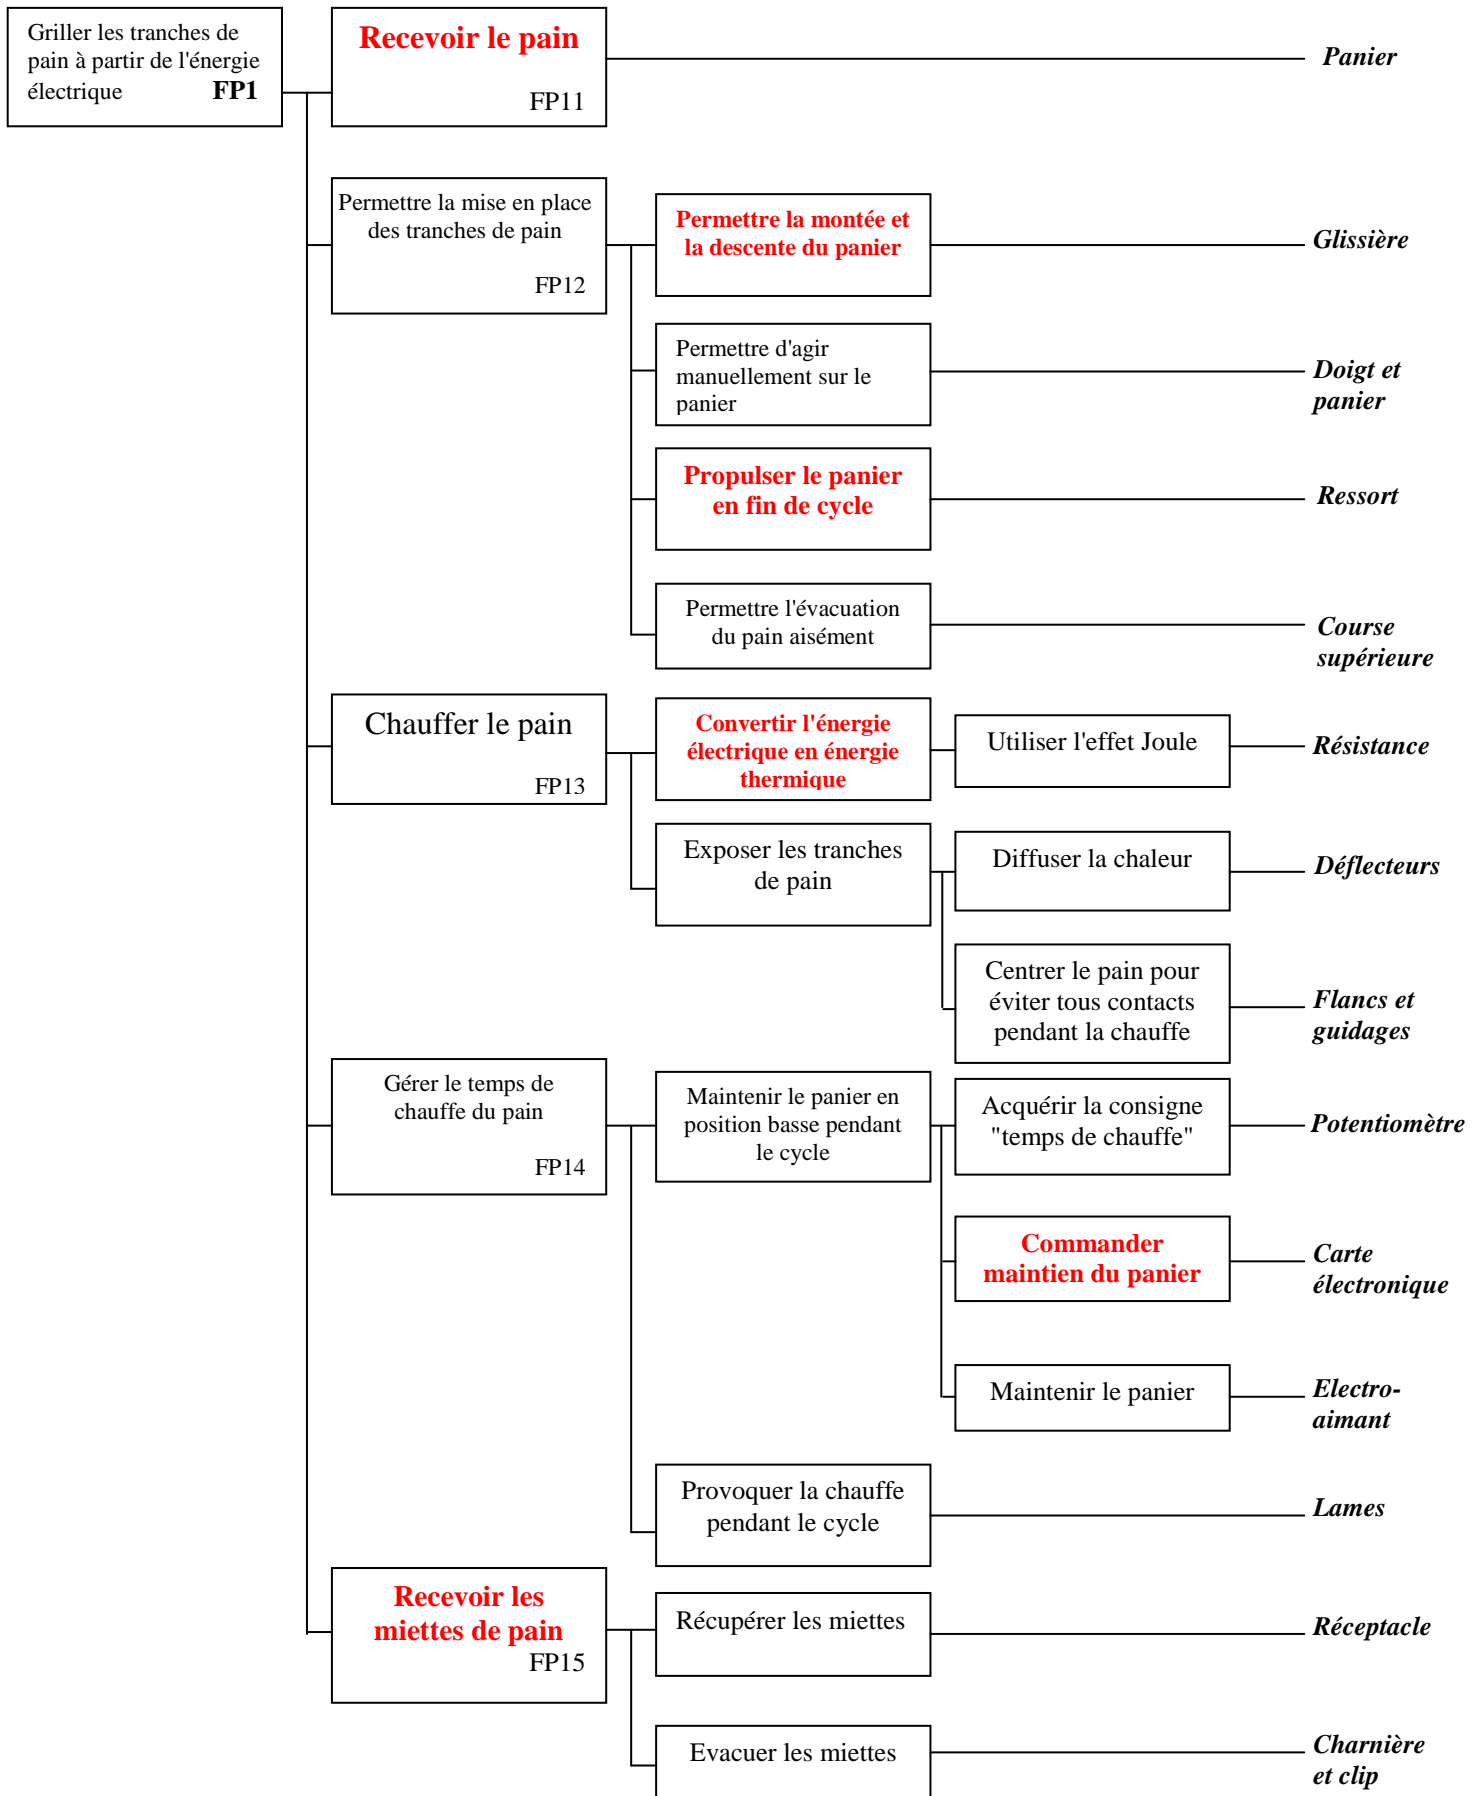 Griller les tranches de
pain à partir de l'énergie
électrique FP1
Recevoir le pain
FP11
Panier
Permettre la mise en place
des tranches de pain
FP12
Permettre la montée et
la descente du panier
Glissière
Permettre d'agir
manuellement sur le
panier
Doigt et
panier
Propulser le panier
en fin de cycle
Ressort
Permettre l'évacuation
du pain aisément
Course
supérieure
Chauffer le pain
FP13
Convertir l'énergie
électrique en énergie
thermique
Utiliser l'effet Joule
Résistance
Exposer les tranches
de pain
Diffuser la chaleur
Déflecteurs
Centrer le pain pour
éviter tous contacts
pendant la chauffe
Flancs et
guidages
Gérer le temps de
chauffe du pain
FP14
Maintenir le panier en
position basse pendant
le cycle
Acquérir la consigne
"temps de chauffe"
Potentiomètre
Commander
maintien du panier
Carte
électronique
Maintenir le panier
Electro-
aimant
Provoquer la chauffe
pendant le cycle
Lames
Recevoir les
miettes de pain
FP15
Récupérer les miettes
Réceptacle
Evacuer les miettes
Charnière
et clip